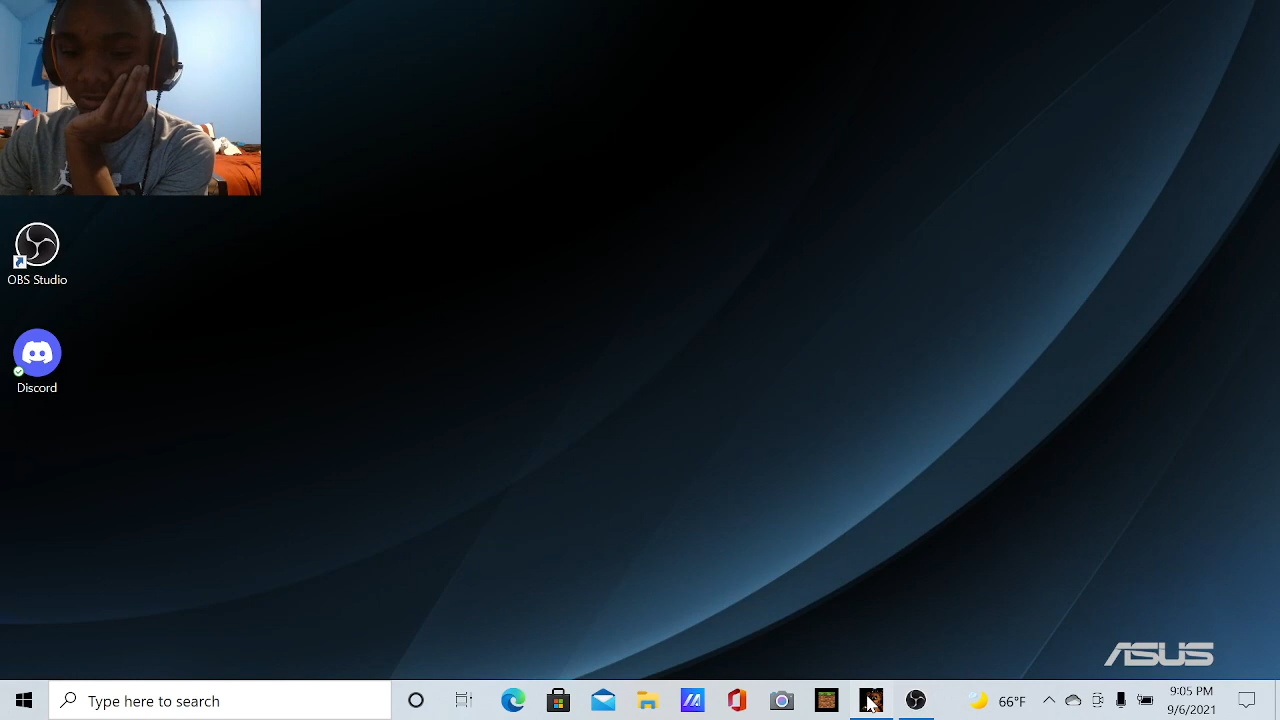 OBS Studio
Discord
ASUS
Type here to search
66°F
9:05 PM
9/6/2021